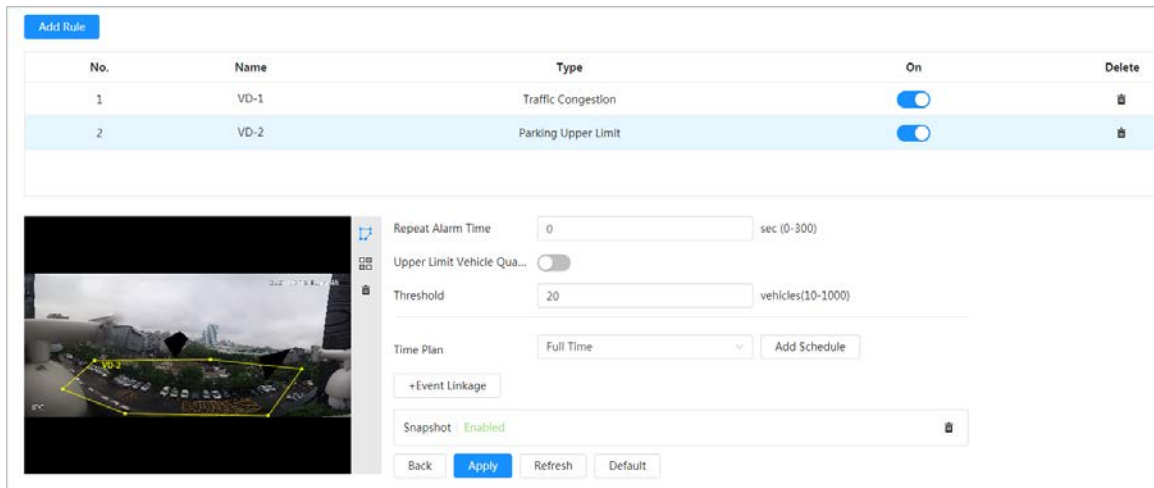 Add Rule
No. Name Type On Delete
1 VD-1 Traffic Congestion
2 VD-2 Parking Upper Limit
Repeat Alarm Time 0 sec (0-300)
Upper Limit Vehicle Qua...
Threshold 20 vehicles(10-1000)
VD-2
Time Plan Full Time Add Schedule
+Event Linkage
IPC
Snapshot Enabled
Back Apply Refresh Default